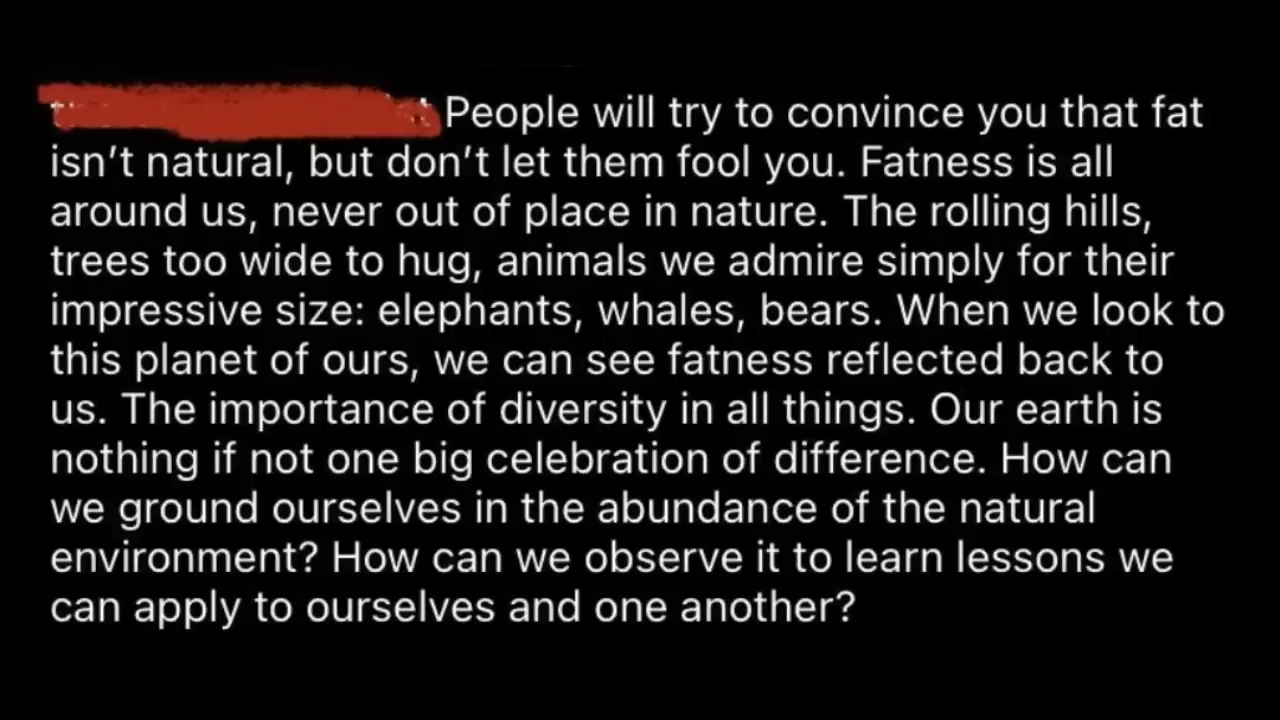 People will try to convince you that fat
isn't natural, but don't let them fool you. Fatness is all
around us, never out of place in nature. The rolling hills,
trees too wide to hug, animals we admire simply for their
impressive size: elephants, whales, bears. When we look to
this planet of ours, we can see fatness reflected back to
us. The importance of diversity in all things. Our earth is
nothing if not one big celebration of difference. How can
we ground ourselves in the abundance of the natural
environment? How can we observe it to learn lessons we
can apply to ourselves and one another?